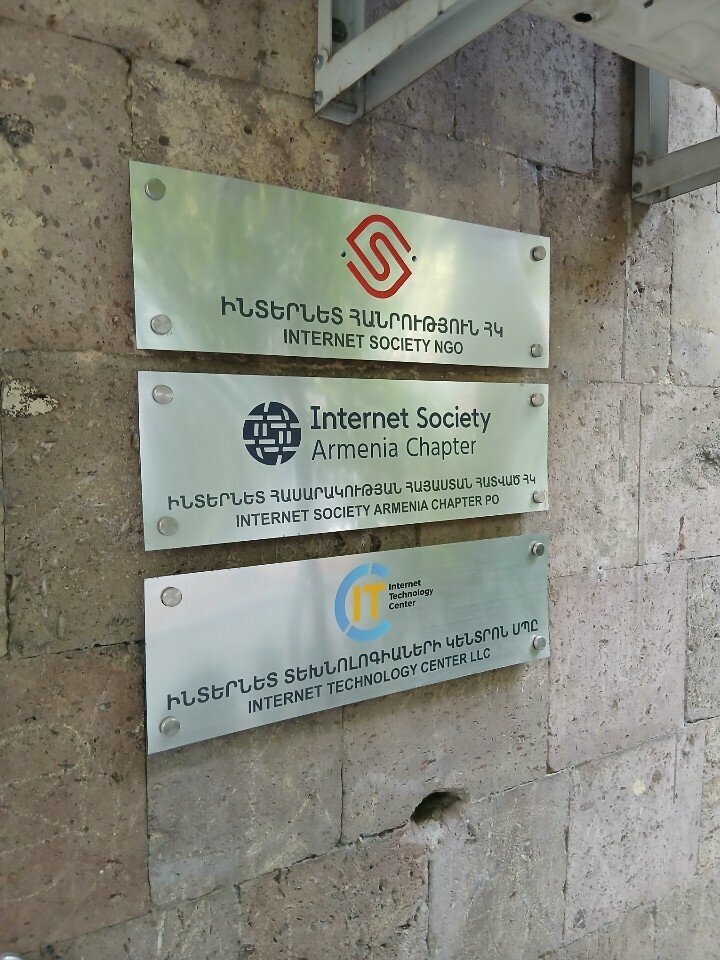 ԻՆՏԵՐՆԵՏ ՀԱՆՐՈՒԹՅՈՒՆ ՀԿ
INTERNET SOCIETY NGO
Internet Society
Armenia Chapter
ԻՆՏԵՐՆԵՏ ՀԱՍԱՐԱԿՈՒԹՅԱՆ ՀԱՅԱՍՏԱՆ ՀԱՏՎԱԾ ՀԿ
INTERNET SOCIETY ARMENIA CHAPTER PO
IT
Internet
Technology
Center
ԻՆՏԵՐՆԵՏ ՏԵԽՆՈԼՈԳԻԱՆԵՐԻ ԿԵՆՏՐՈՆ ՍՊԸ
INTERNET TECHNOLOGY CENTER LLC